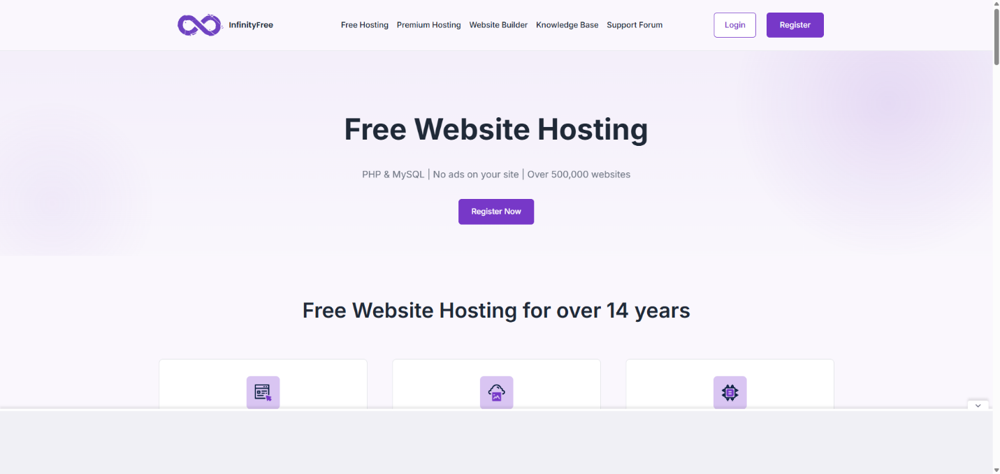 InfinityFree
Free Hosting
Premium Hosting
Website Builder
Knowledge Base
Support Forum
Login
Register
Free Website Hosting
PHP & MySQL | No ads on your site | Over 500,000 websites
Register Now
Free Website Hosting for over 14 years